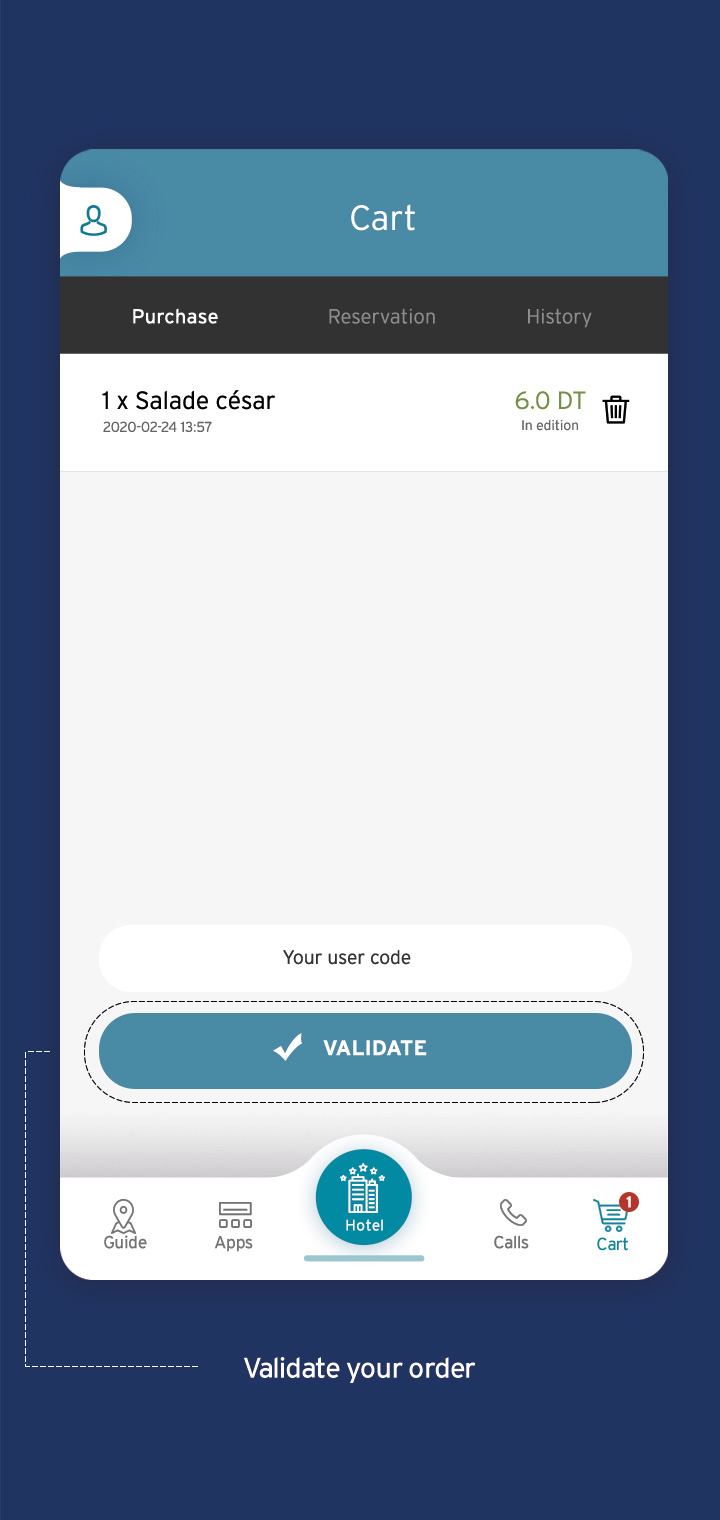 Cart
Purchase Reservation History
1 x Salade césar 6.0 DT
2020-02-24 13:57 In edition
Your user code
VALIDATE
Hotel
Guide Apps Calls Cart 1
Validate your order